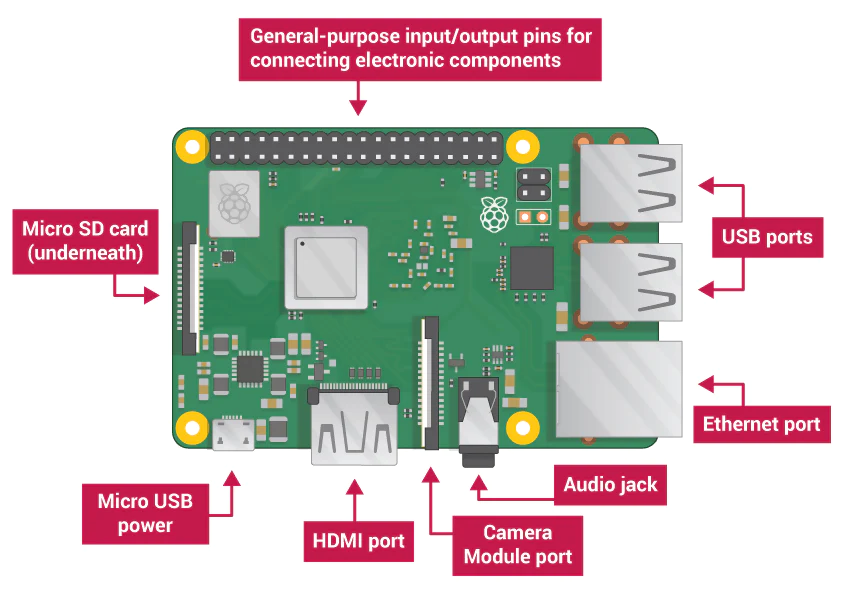 General-purpose input/output pins for
connecting electronic components
Micro SD card
(underneath)
USB ports
Ethernet port
Micro USB
power
HDMI port
Audio jack
Camera
Module port